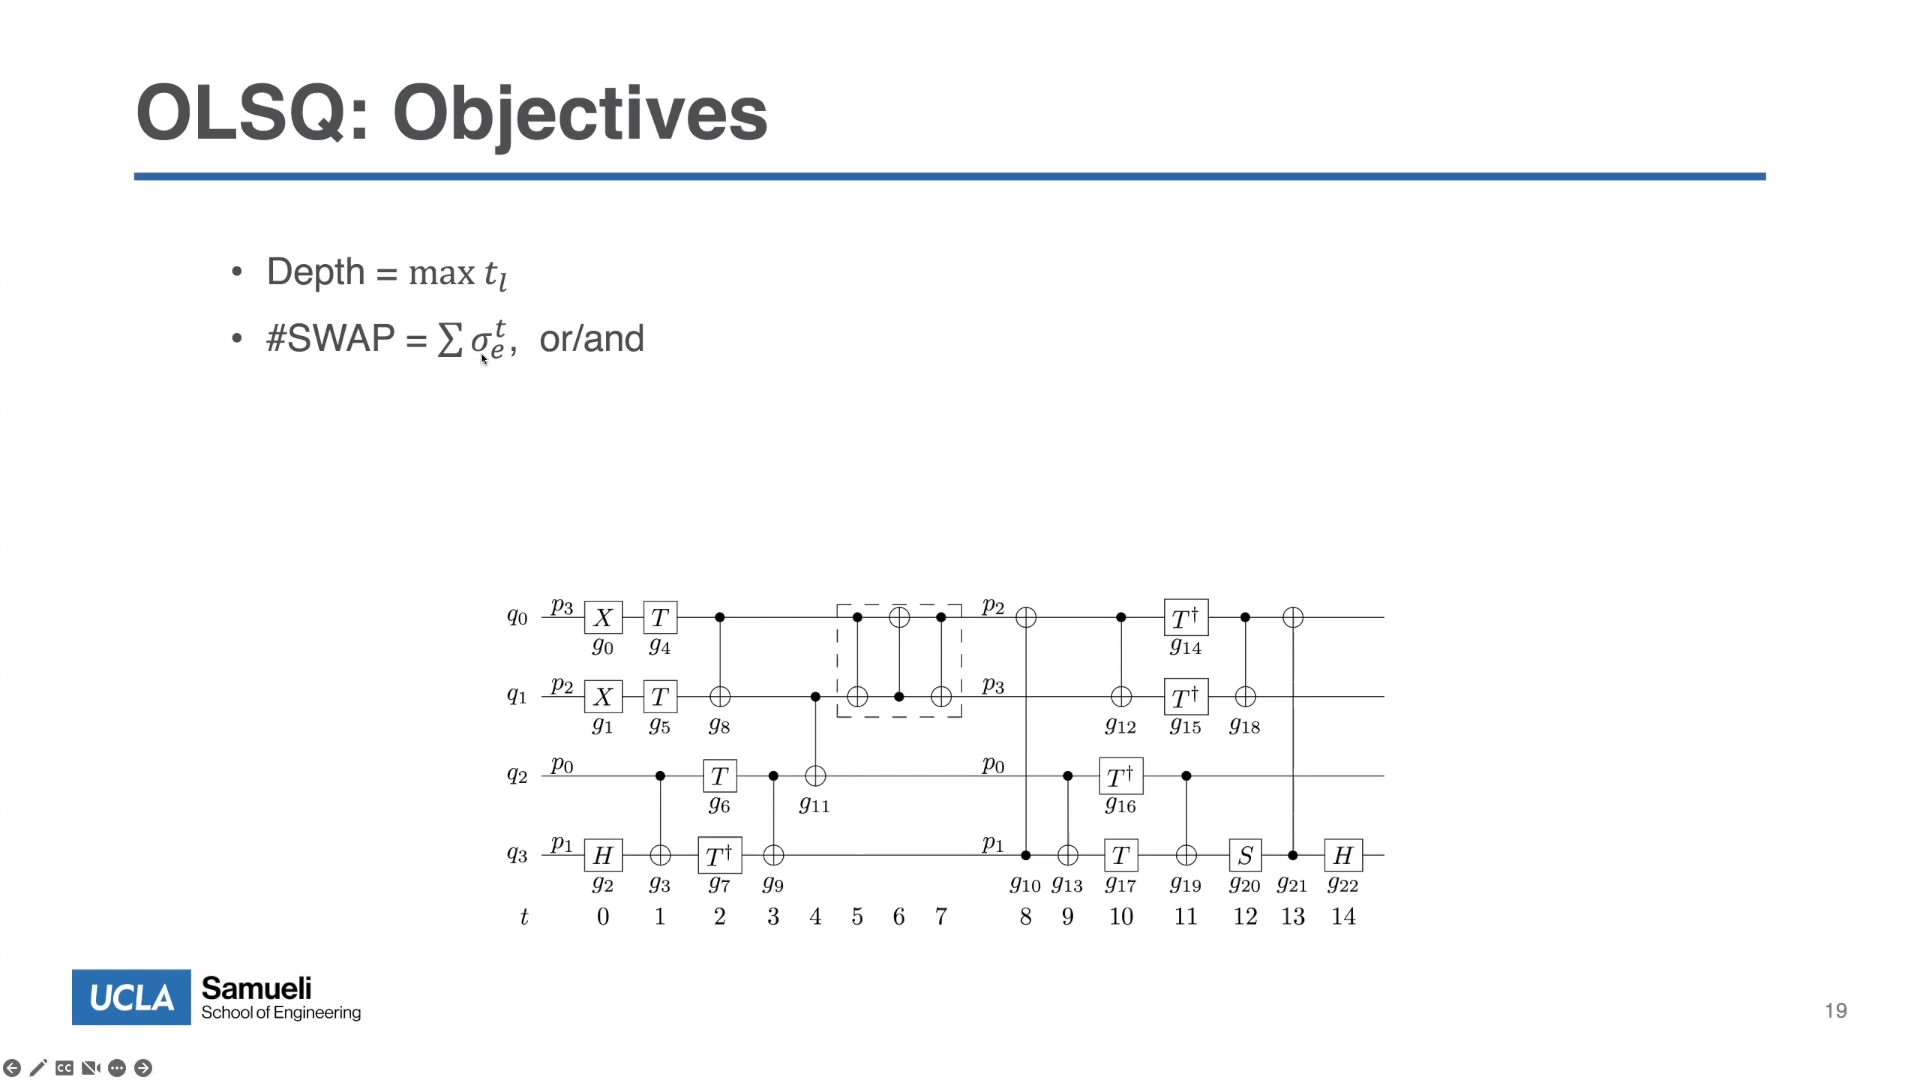 OLSQ: Objectives
• Depth = max t_l
• #SWAP = ∑ σ_e^t, or/and
q₀ p₃ X T p₂ T†
g₀ g₄ g₁₄
q₁ p₂ X T p₃ T†
g₁ g₅ g₈ g₁₂ g₁₅ g₁₈
q₂ p₀ T p₀ T†
g₆ g₁₁ g₁₆
q₃ p₁ H T† p₁ T S H
g₂ g₃ g₇ g₉ g₁₀ g₁₃ g₁₇ g₁₉ g₂₀ g₂₁ g₂₂
t 0 1 2 3 4 5 6 7 8 9 10 11 12 13 14
UCLA Samueli
School of Engineering
19
CC